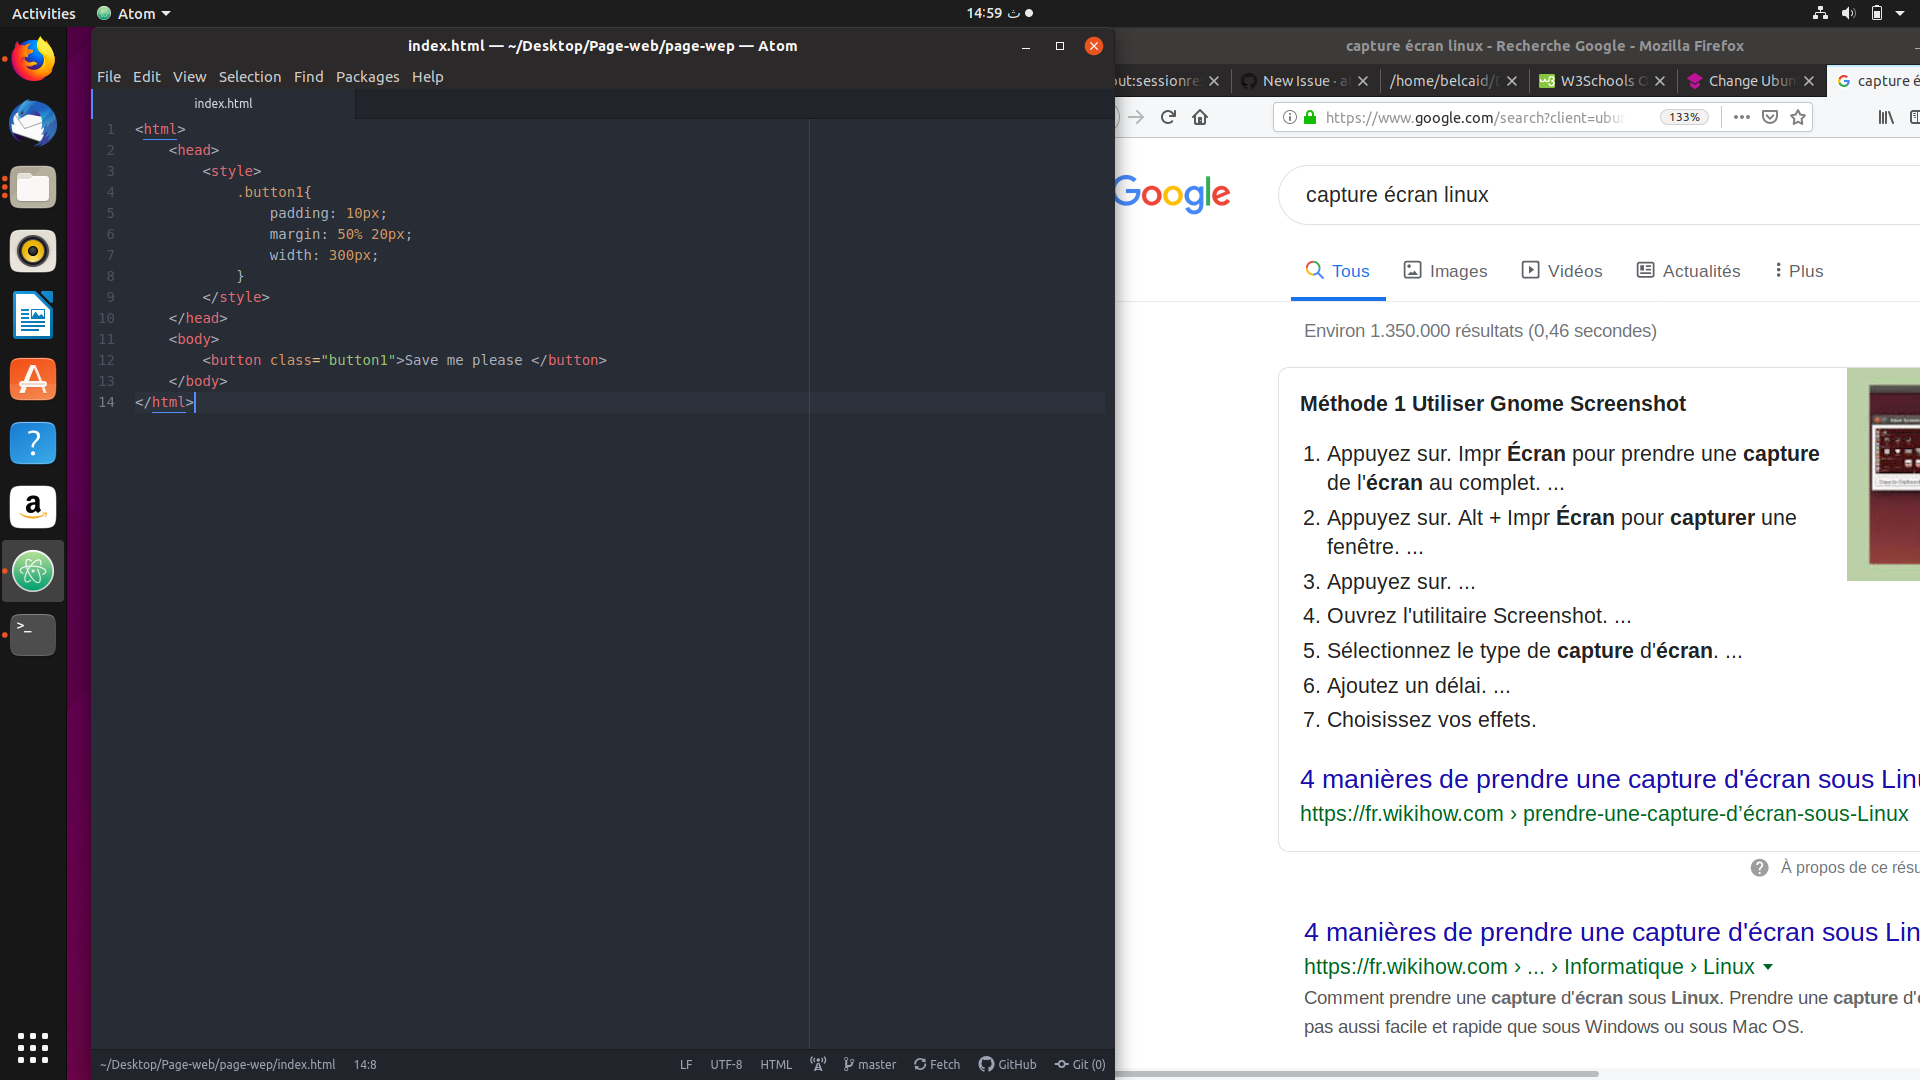 Activities
Atom
14:59 ث
index.html — ~/Desktop/Page-web/page-wep — Atom
File Edit View Selection Find Packages Help
index.html
1 <html>
2 <head>
3 <style>
4 .button1{
5 padding: 10px;
6 margin: 50% 20px;
7 width: 300px;
8 }
9 </style>
10 </head>
11 <body>
12 <button class="button1">Save me please </button>
13 </body>
14 </html>
~/Desktop/Page-web/page-wep/index.html 14:8
LF UTF-8 HTML master Fetch GitHub Git (0)
capture écran linux - Recherche Google - Mozilla Firefox
out:sessionre
New Issue · a
/home/belcaid/
W3Schools O
Change Ubun
capture é
https://www.google.com/search?client=ubu
133%
Google
capture écran linux
Tous Images Vidéos Actualités Plus
Environ 1.350.000 résultats (0,46 secondes)
Méthode 1 Utiliser Gnome Screenshot
1. Appuyez sur. Impr Écran pour prendre une capture
de l'écran au complet. ...
2. Appuyez sur. Alt + Impr Écran pour capturer une
fenêtre. ...
3. Appuyez sur. ...
4. Ouvrez l'utilitaire Screenshot. ...
5. Sélectionnez le type de capture d'écran. ...
6. Ajoutez un délai. ...
7. Choisissez vos effets.
4 manières de prendre une capture d'écran sous Linu
https://fr.wikihow.com › prendre-une-capture-d’écran-sous-Linux
À propos de ce résu
4 manières de prendre une capture d'écran sous Lin
https://fr.wikihow.com › ... › Informatique › Linux
Comment prendre une capture d'écran sous Linux. Prendre une capture d'é
pas aussi facile et rapide que sous Windows ou sous Mac OS.